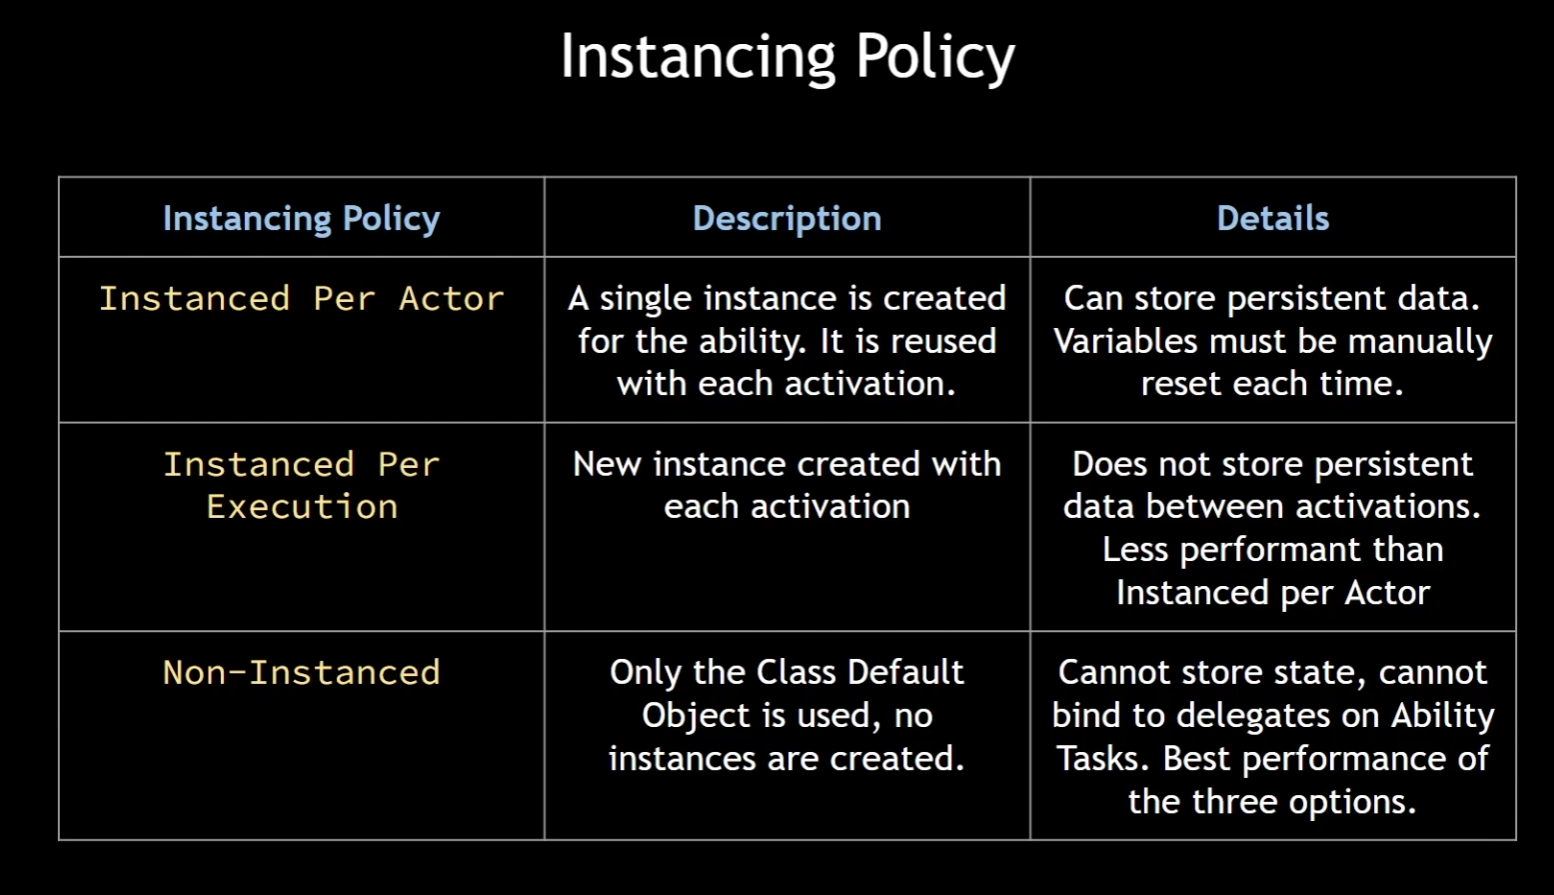 Instancing Policy
Instancing Policy
Description
Details
Instanced Per Actor
A single instance is created
for the ability. It is reused
with each activation.
Can store persistent data.
Variables must be manually
reset each time.
Instanced Per
Execution
New instance created with
each activation
Does not store persistent
data between activations.
Less performant than
Instanced per Actor
Non-Instanced
Only the Class Default
Object is used, no
instances are created.
Cannot store state, cannot
bind to delegates on Ability
Tasks. Best performance of
the three options.